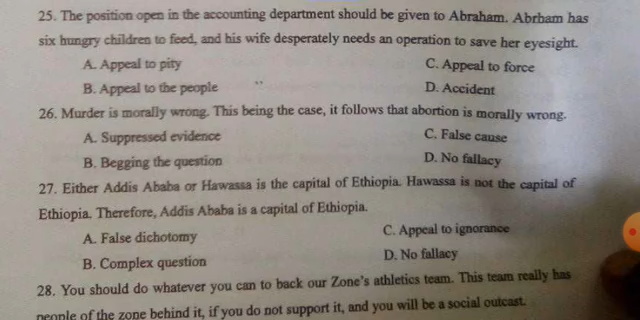 25. The position open in the accounting department should be given to Abraham. Abrham has
six hungry children to feed, and his wife desperately needs an operation to save her eyesight.
A. Appeal to pity C. Appeal to force
B. Appeal to the people D. Accident
26. Murder is morally wrong. This being the case, it follows that abortion is morally wrong.
A. Suppressed evidence C. False cause
B. Begging the question D. No fallacy
27. Either Addis Ababa or Hawassa is the capital of Ethiopia. Hawassa is not the capital of
Ethiopia. Therefore, Addis Ababa is a capital of Ethiopia.
A. False dichotomy C. Appeal to ignorance
B. Complex question D. No fallacy
28. You should do whatever you can to back our Zone's athletics team. This team really has
people of the zone behind it, if you do not support it, and you will be a social outcast.